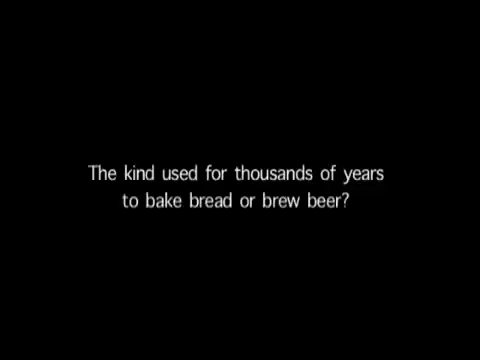 The kind used for thousands of years
to bake bread or brew beer?